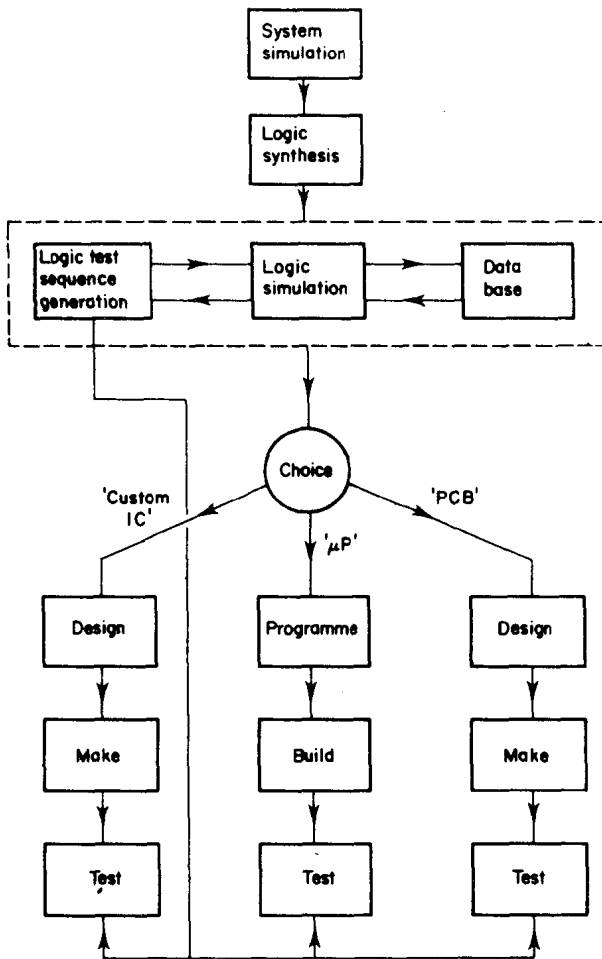 System
simulation
Logic
synthesis
Logic test
sequence
generation
Logic
simulation
Data
base
Choice
'Custom
IC'
'μP'
'PCB'
Design
Programme
Design
Make
Build
Make
Test
Test
Test